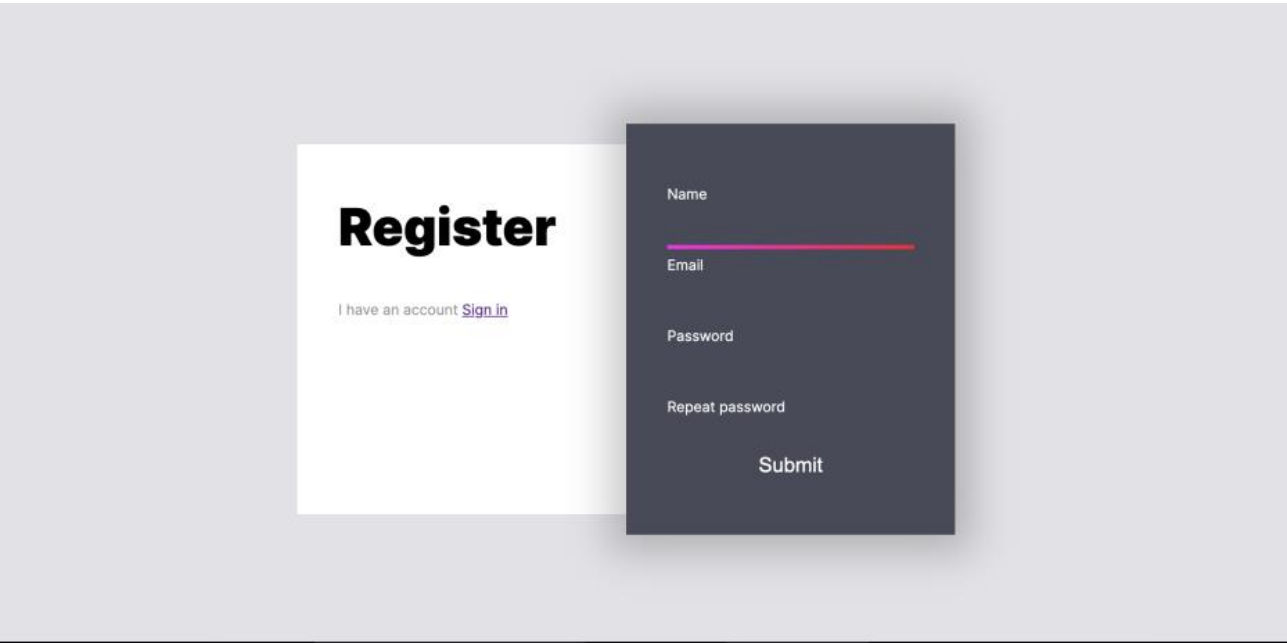 Register
I have an account Sign in
Name
Email
Password
Repeat password
Submit